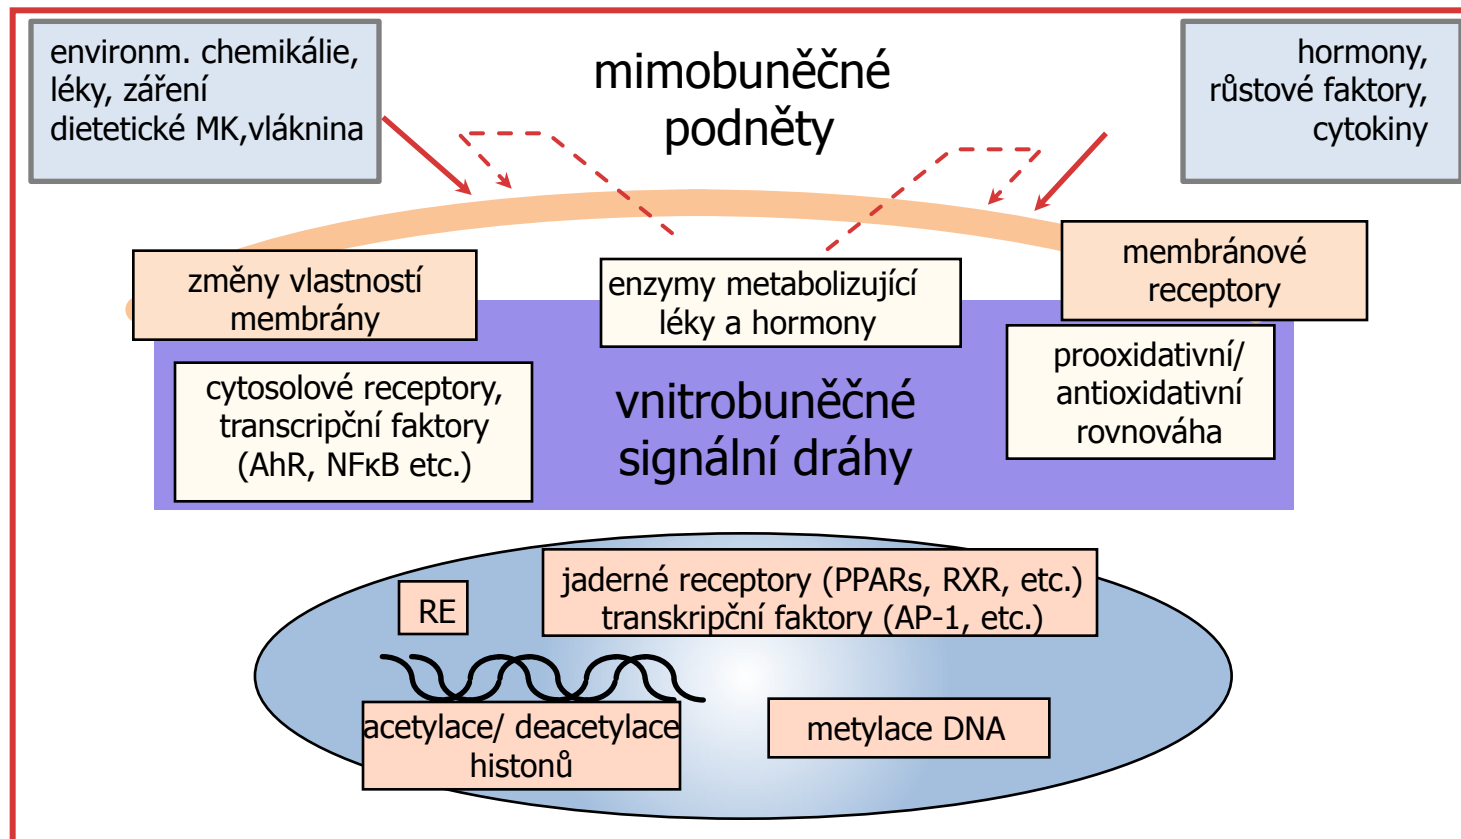 environm. chemikálie,
léky, záření
dietetické MK,vláknina
mimobuněčné
podněty
hormony,
růstové faktory,
cytokiny
změny vlastností
membrány
enzymy metabolizující
léky a hormony
membránové
receptory
cytosolové receptory,
transcripční faktory
(AhR, NFκB etc.)
vnitrobuněčné
signální dráhy
prooxidativní/
antioxidativní
rovnováha
RE
jaderné receptory (PPARs, RXR, etc.)
transkripční faktory (AP-1, etc.)
acetylace/ deacetylace
histonů
metylace DNA